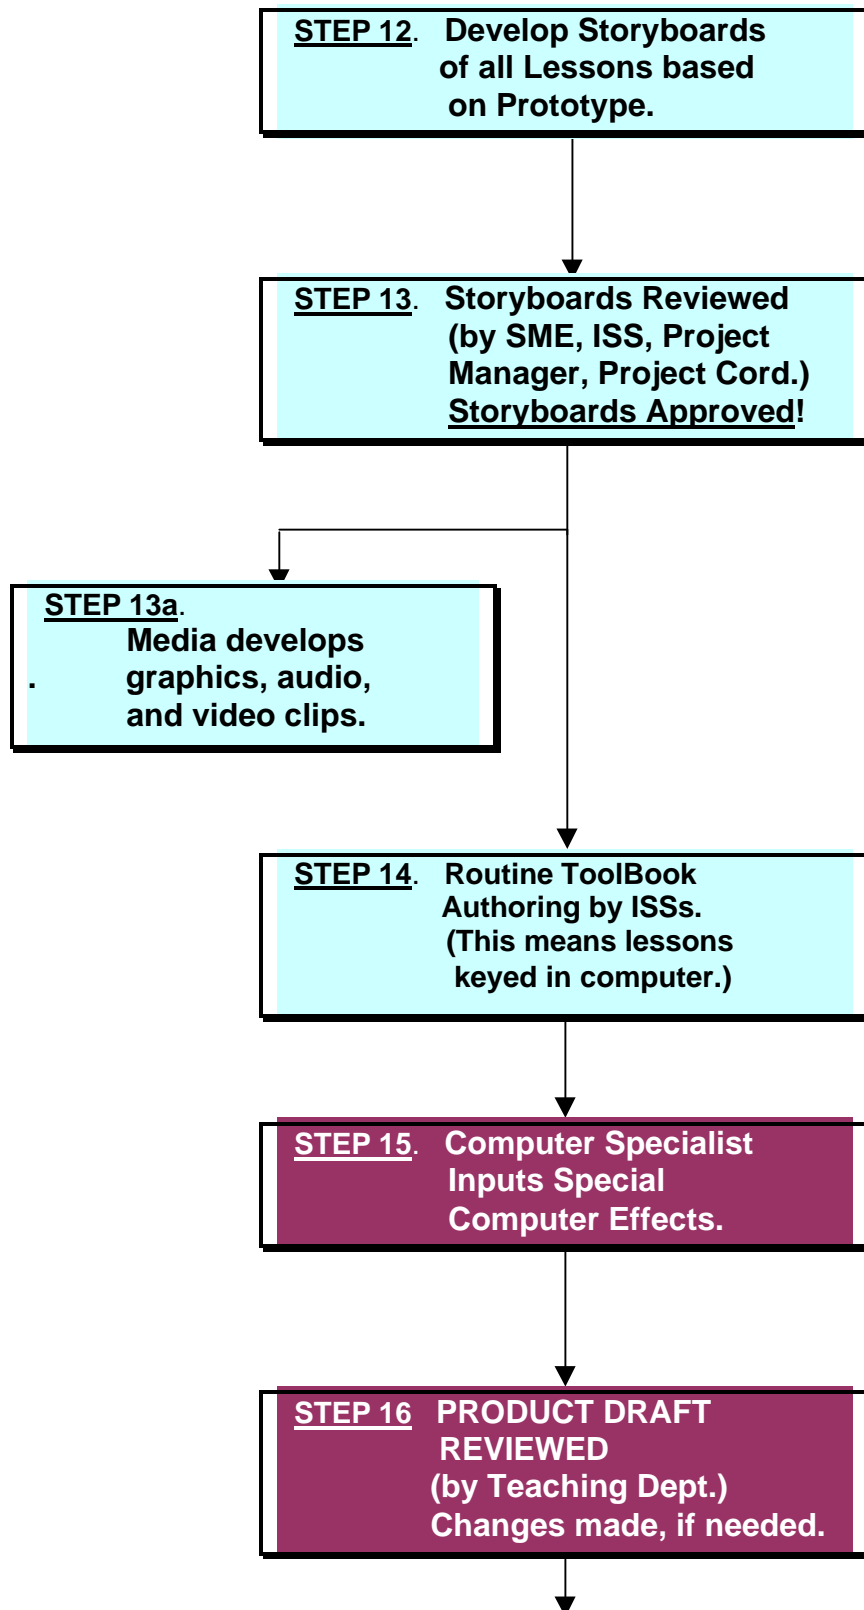 STEP 12. Develop Storyboards
of all Lessons based
on Prototype.
STEP 13. Storyboards Reviewed
(by SME, ISS, Project
Manager, Project Cord.)
Storyboards Approved!
STEP 13a.
Media develops
. graphics, audio,
and video clips.
STEP 14. Routine ToolBook
Authoring by ISSs.
(This means lessons
keyed in computer.)
STEP 15. Computer Specialist
Inputs Special
Computer Effects.
STEP 16 PRODUCT DRAFT
REVIEWED
(by Teaching Dept.)
Changes made, if needed.